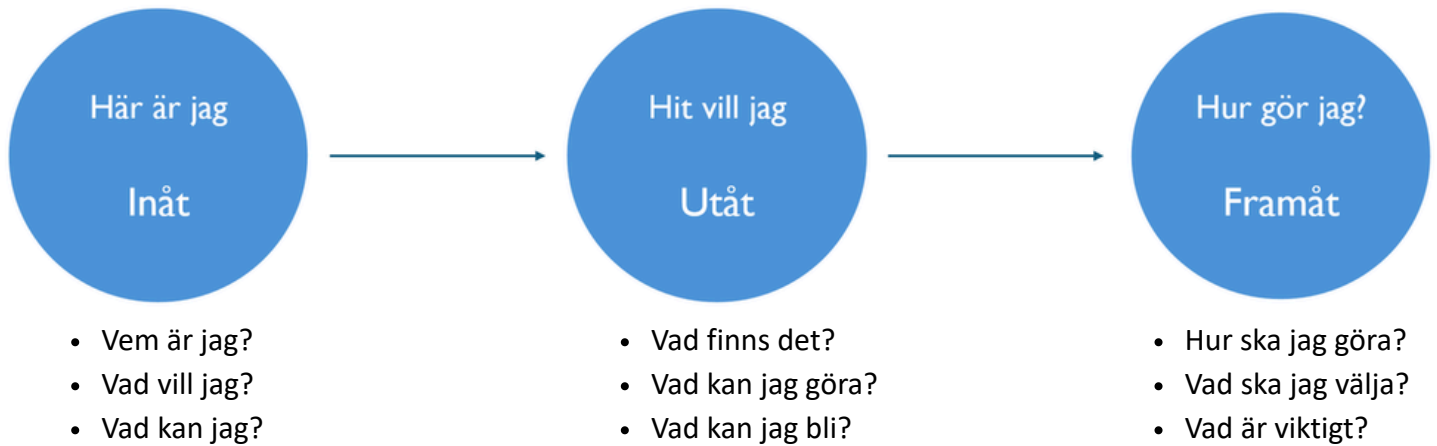 Här är jag
Inåt
• Vem är jag?
• Vad vill jag?
• Vad kan jag?
Hit vill jag
Utåt
• Vad finns det?
• Vad kan jag göra?
• Vad kan jag bli?
Hur gör jag?
Framåt
• Hur ska jag göra?
• Vad ska jag välja?
• Vad är viktigt?